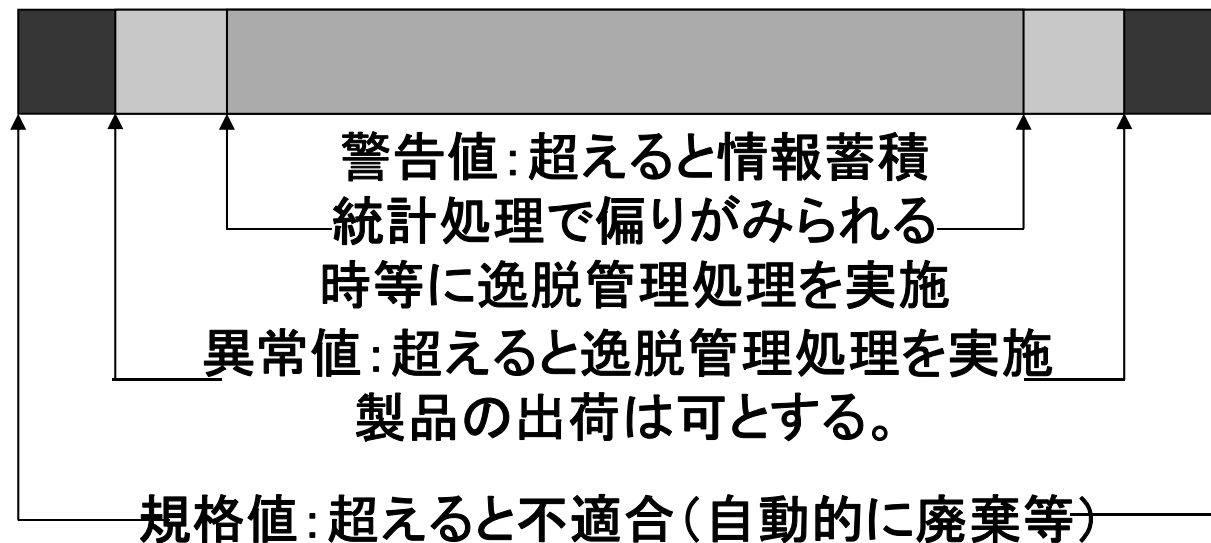 警告値：超えると情報蓄積
統計処理で偏りがみられる
時等に逸脱管理処理を実施
異常値：超えると逸脱管理処理を実施
製品の出荷は可とする。
規格値：超えると不適合（自動的に廃棄等）